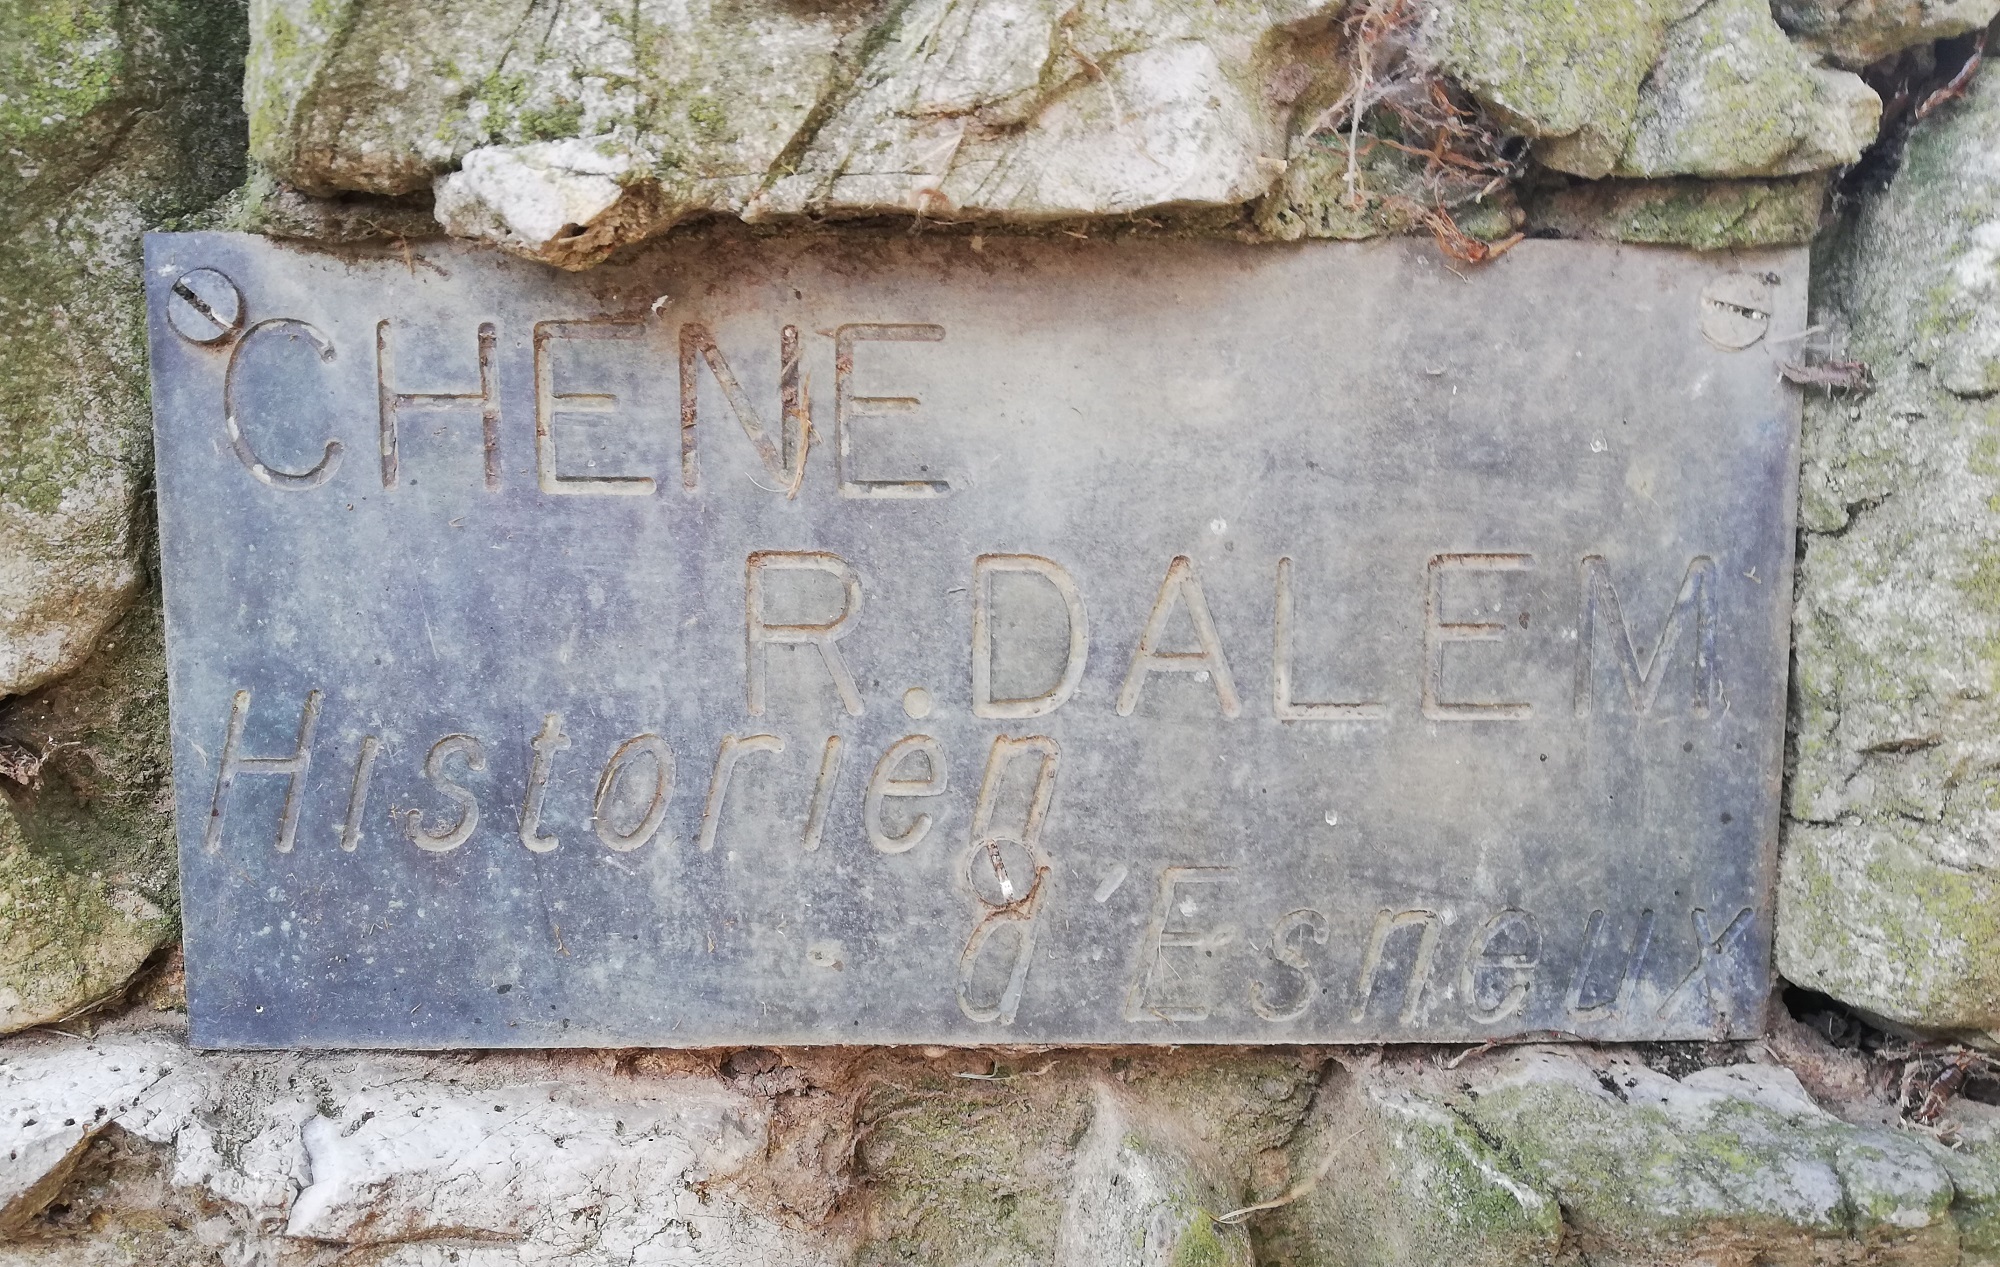 CHENE
R.DALEM
Historien
d'Esneux